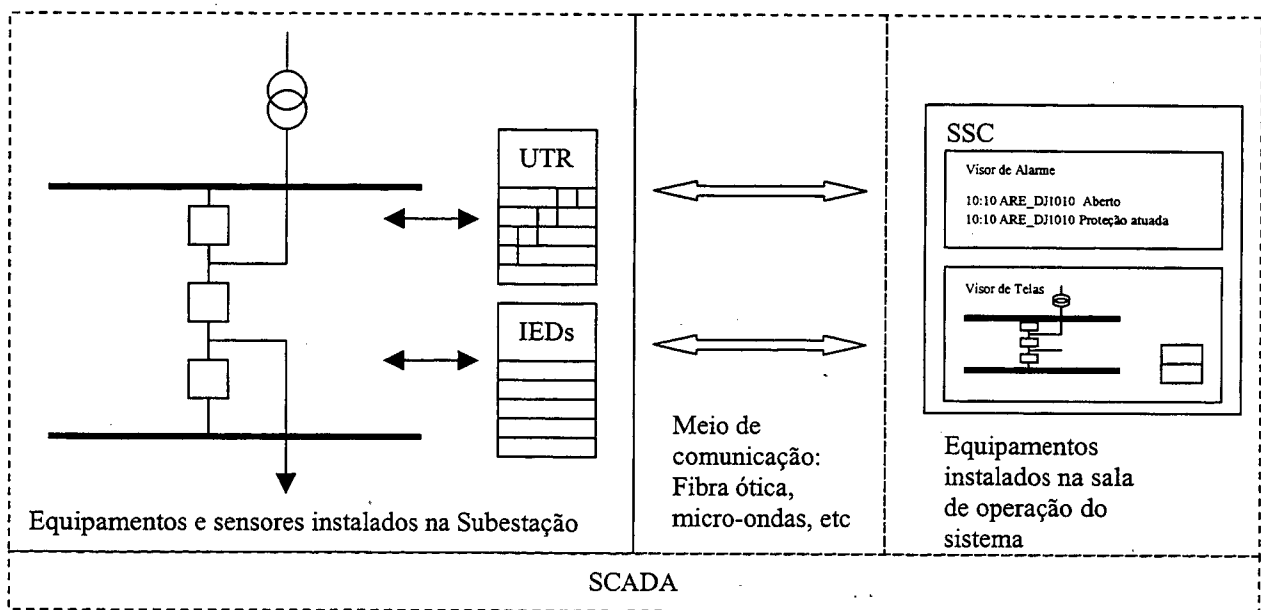 UTR
IEDs
Equipamentos e sensores instalados na Subestação
Meio de
comunicação:
Fibra ótica,
micro-ondas, etc
SSC
Visor de Alarme
10:10 ARE_DJ1010 Aberto
10:10 ARE_DJ1010 Proteção atuada
Visor de Telas
Equipamentos
instalados na sala
de operação do
sistema
SCADA